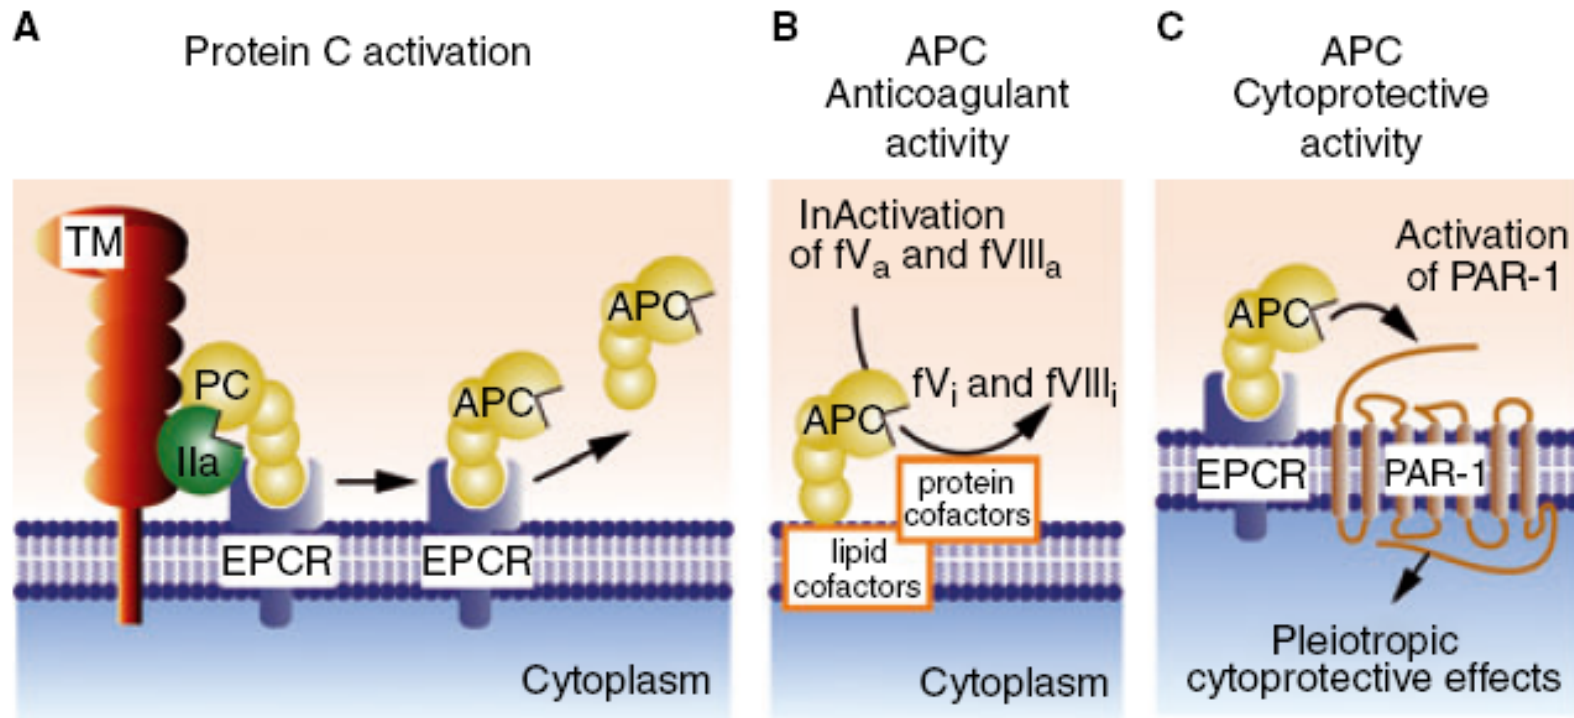 A
Protein C activation
TM
PC
IIa
APC
APC
EPCR
EPCR
Cytoplasm
B
APC
Anticoagulant
activity
InActivation
of fVa and fVIIIa
fVi and fVIIIi
APC
protein
cofactors
lipid
cofactors
Cytoplasm
C
APC
Cytoprotective
activity
Activation
of PAR-1
APC
EPCR
PAR-1
Pleiotropic
cytoprotective effects